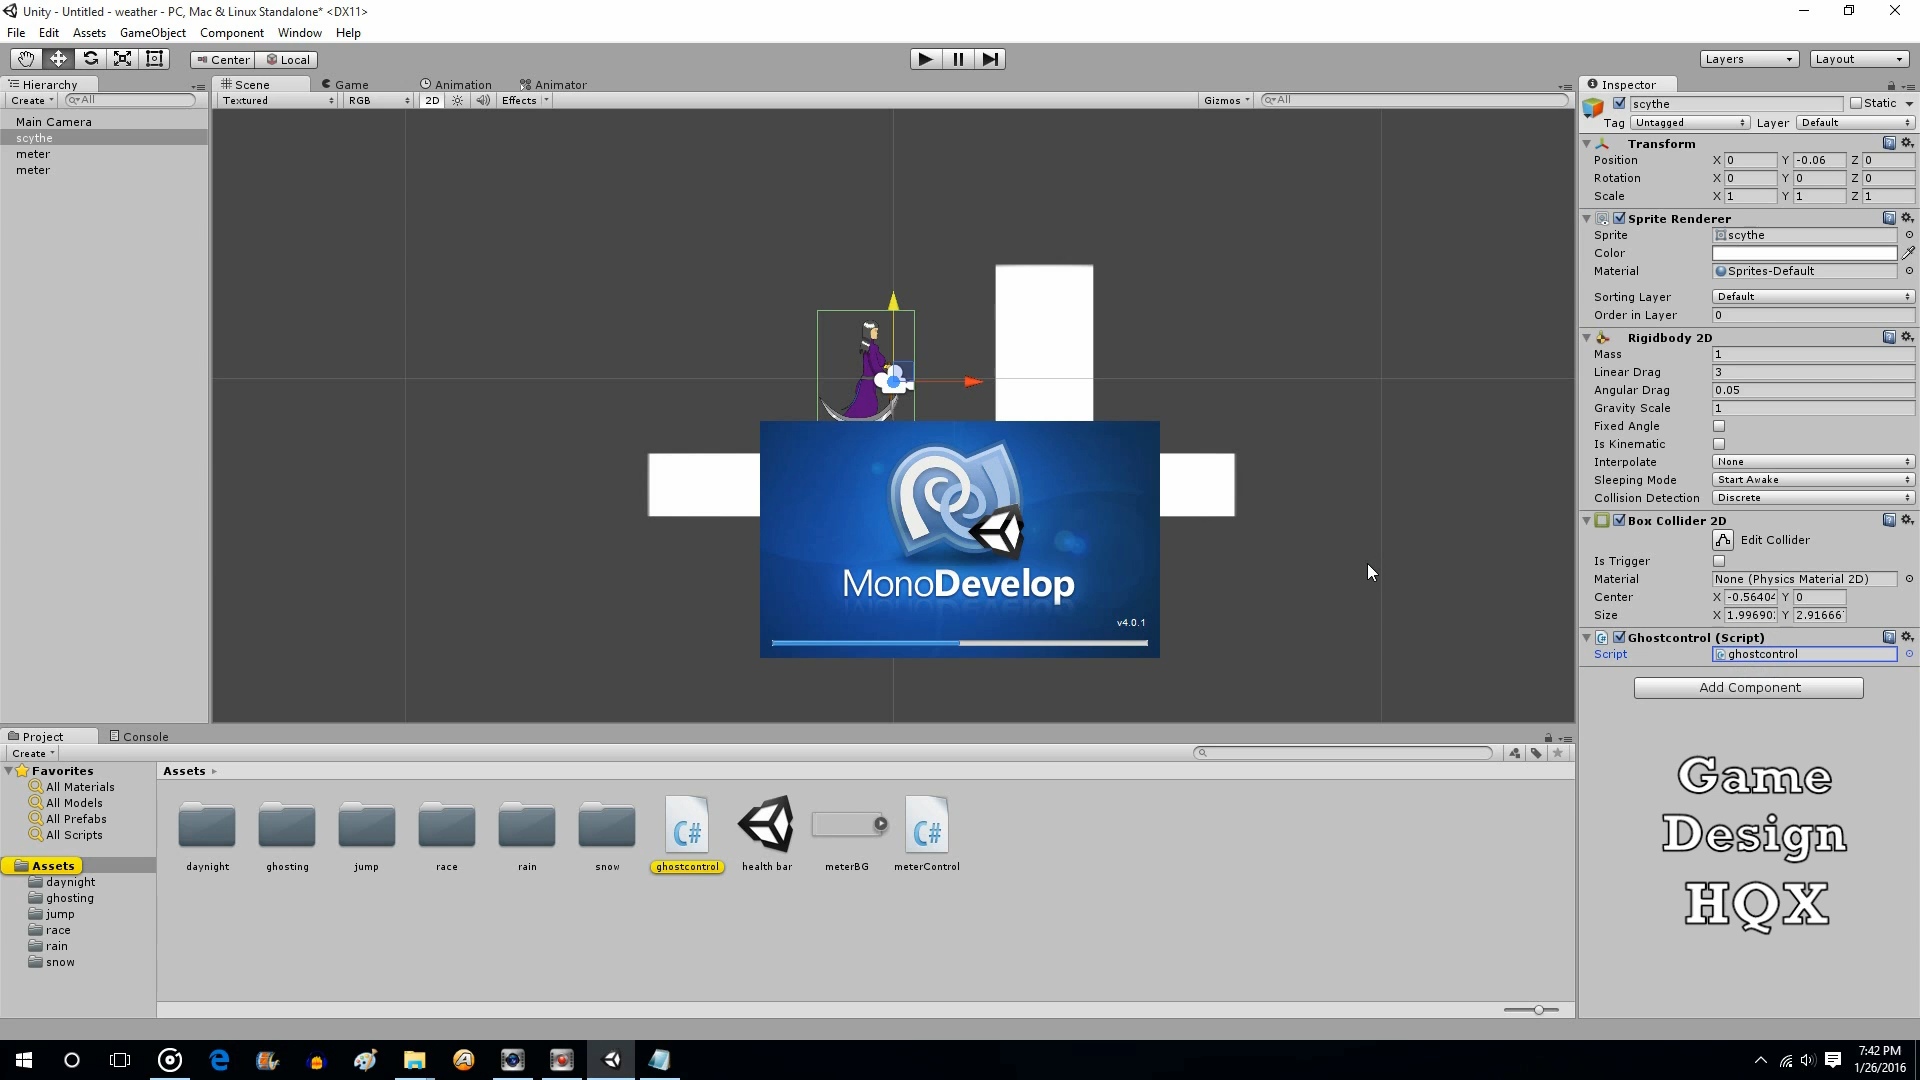 Unity - Untitled - weather - PC, Mac & Linux Standalone* <DX11>
File Edit Assets GameObject Component Window Help
Center Local
Layers Layout
Hierarchy
Create All
Main Camera
scythe
meter
meter
Scene Game Animation Animator
Textured RGB 2D Effects Gizmos All
MonoDevelop
v4.0.1
Inspector
scythe Static
Tag Untagged Layer Default
Transform
Position X 0 Y -0.06 Z 0
Rotation X 0 Y 0 Z 0
Scale X 1 Y 1 Z 1
Sprite Renderer
Sprite scythe
Color
Material Sprites-Default
Sorting Layer Default
Order in Layer 0
Rigidbody 2D
Mass 1
Linear Drag 3
Angular Drag 0.05
Gravity Scale 1
Fixed Angle
Is Kinematic
Interpolate None
Sleeping Mode Start Awake
Collision Detection Discrete
Box Collider 2D
Edit Collider
Is Trigger
Material None (Physics Material 2D)
Center X -0.56404 Y 0
Size X 1.99690 Y 2.91666
Ghostcontrol (Script)
Script ghostcontrol
Add Component
Game
Design
HQX
Project Console
Create
Favorites
All Materials
All Models
All Prefabs
All Scripts
Assets
daynight
ghosting
jump
race
rain
snow
Assets
daynight ghosting jump race rain snow ghostcontrol health bar meterBG meterControl
C# C#
7:42 PM
1/26/2016